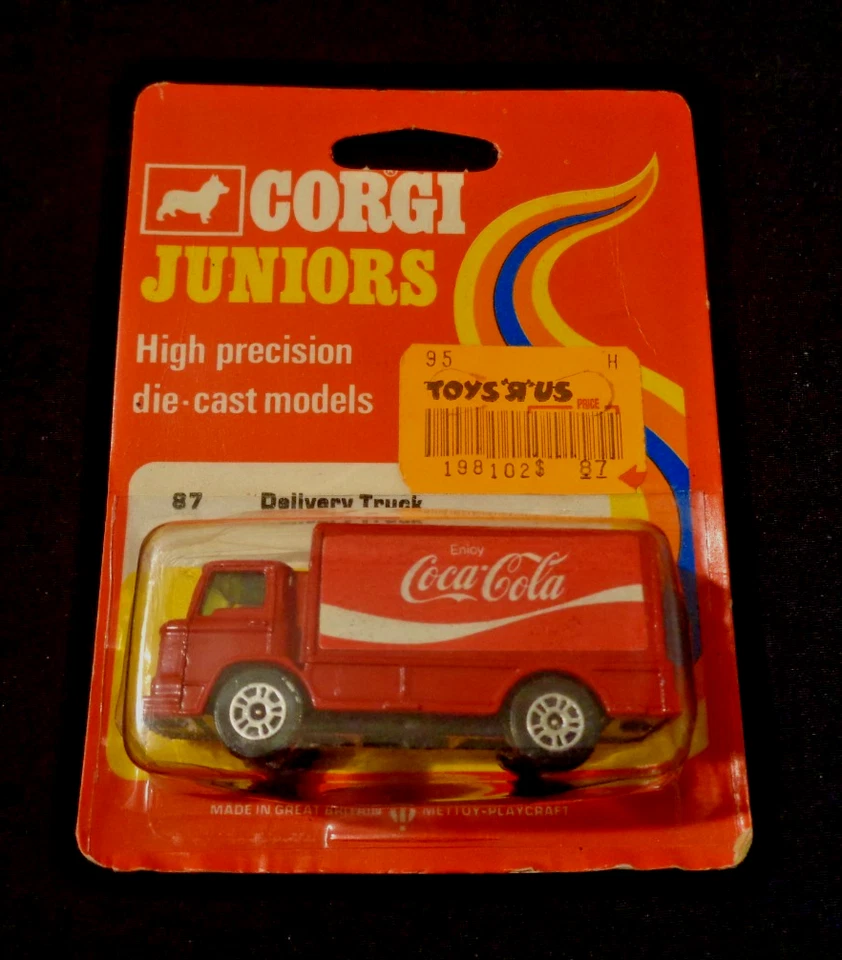 CORGI®
JUNIORS
High precision
die-cast models
95 H
TOYS "R" US
PRICE
198102$ 87
87 Delivery Truck
Enjoy
Coca-Cola
MADE IN GREAT BRITAIN METTOY-PLAYCRAFT